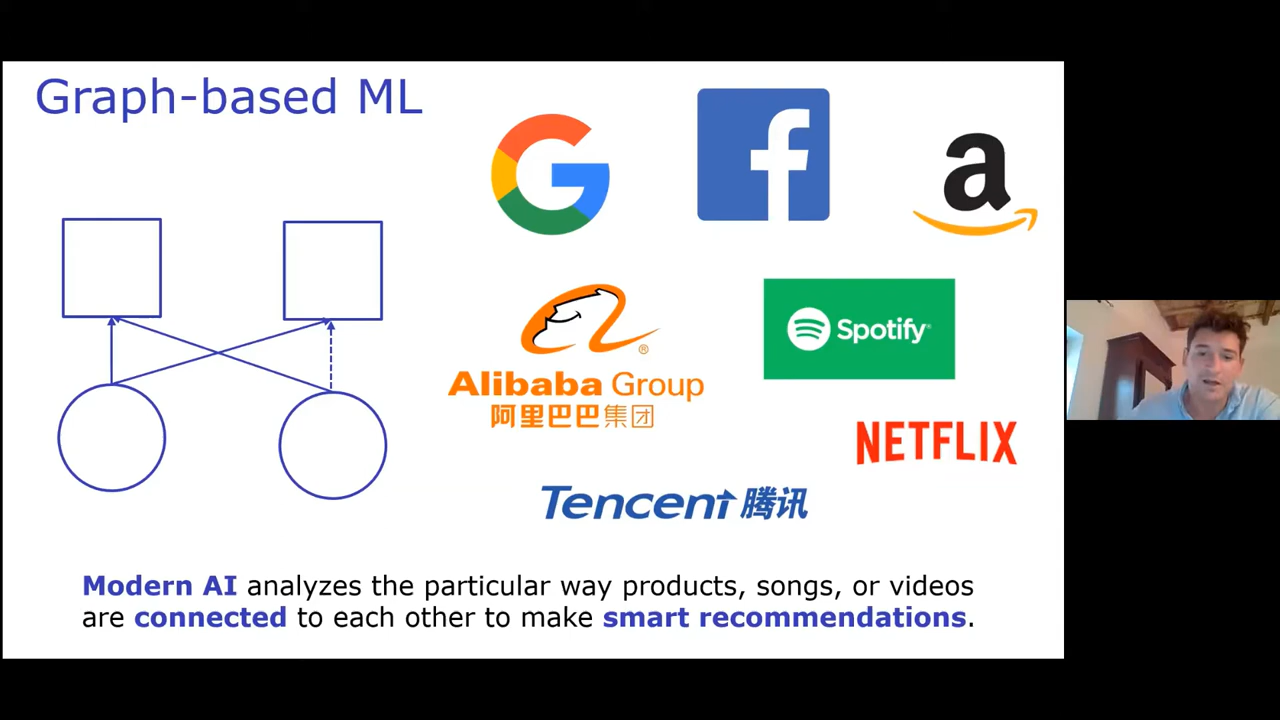 Graph-based ML
G
f
a
Alibaba Group
阿里巴巴集团
Spotify®
NETFLIX
Tencent 腾讯
Modern AI analyzes the particular way products, songs, or videos
are connected to each other to make smart recommendations.